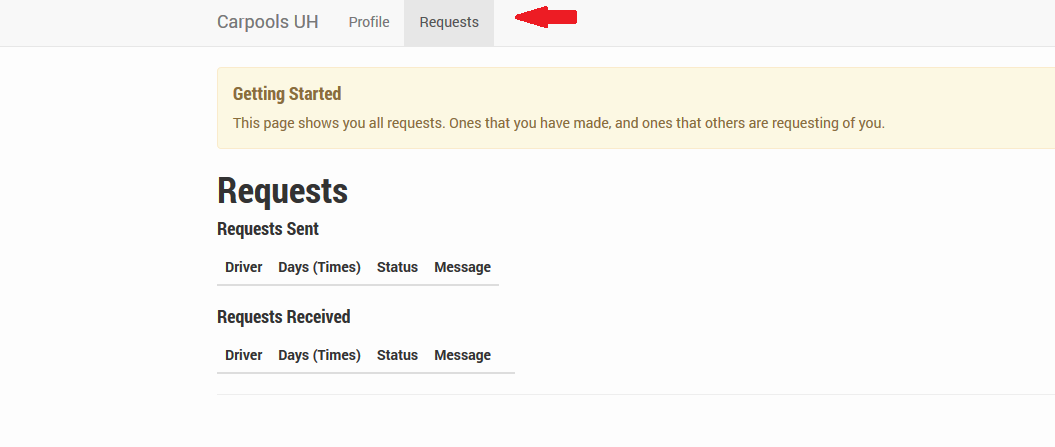 Carpools UH Profile Requests
Getting Started
This page shows you all requests. Ones that you have made, and ones that others are requesting of you.
Requests
Requests Sent
Driver Days (Times) Status Message
Requests Received
Driver Days (Times) Status Message